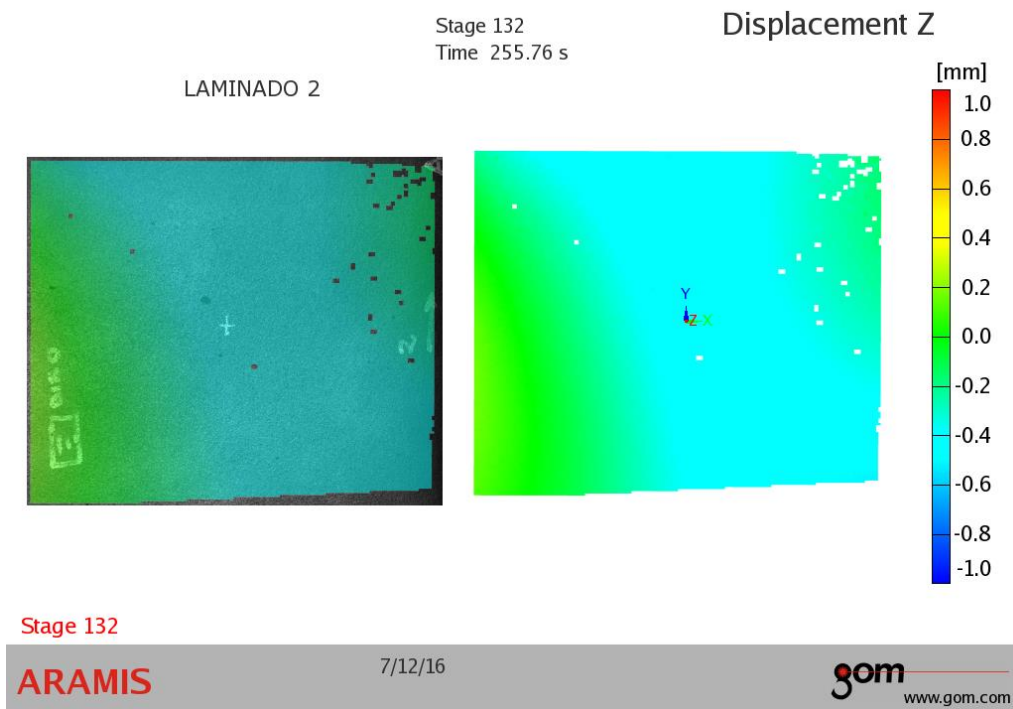 Stage 132
Time 255.76 s
Displacement Z
LAMINADO 2
[mm]
1.0
0.8
0.6
0.4
0.2
0.0
-0.2
-0.4
-0.6
-0.8
-1.0
Y
Z X
2
Stage 132
ARAMIS
7/12/16
gom
www.gom.com